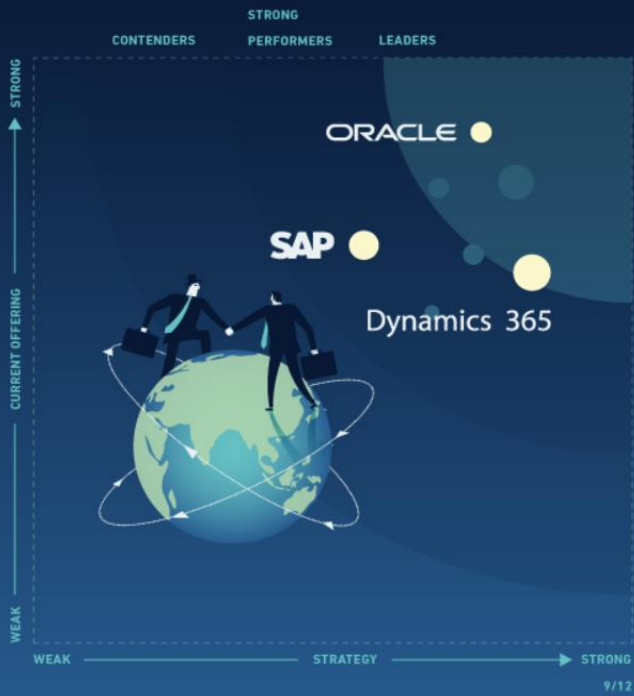 STRONG
CONTENDERS PERFORMERS LEADERS
STRONG
ORACLE
SAP
Dynamics 365
CURRENT OFFERING
WEAK
WEAK STRATEGY STRONG
9/12